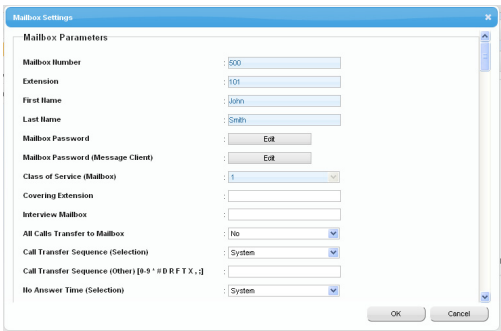 Mailbox Settings
Mailbox Parameters
Mailbox Number : 500
Extension : 101
First Name : John
Last Name : Smith
Mailbox Password : Edit
Mailbox Password (Message Client) : Edit
Class of Service (Mailbox) : 1
Covering Extension :
Interview Mailbox :
All Calls Transfer to Mailbox : No
Call Transfer Sequence (Selection) : System
Call Transfer Sequence (Other) [0-9 * # D R F T X , ;] :
No Answer Time (Selection) : System
OK Cancel